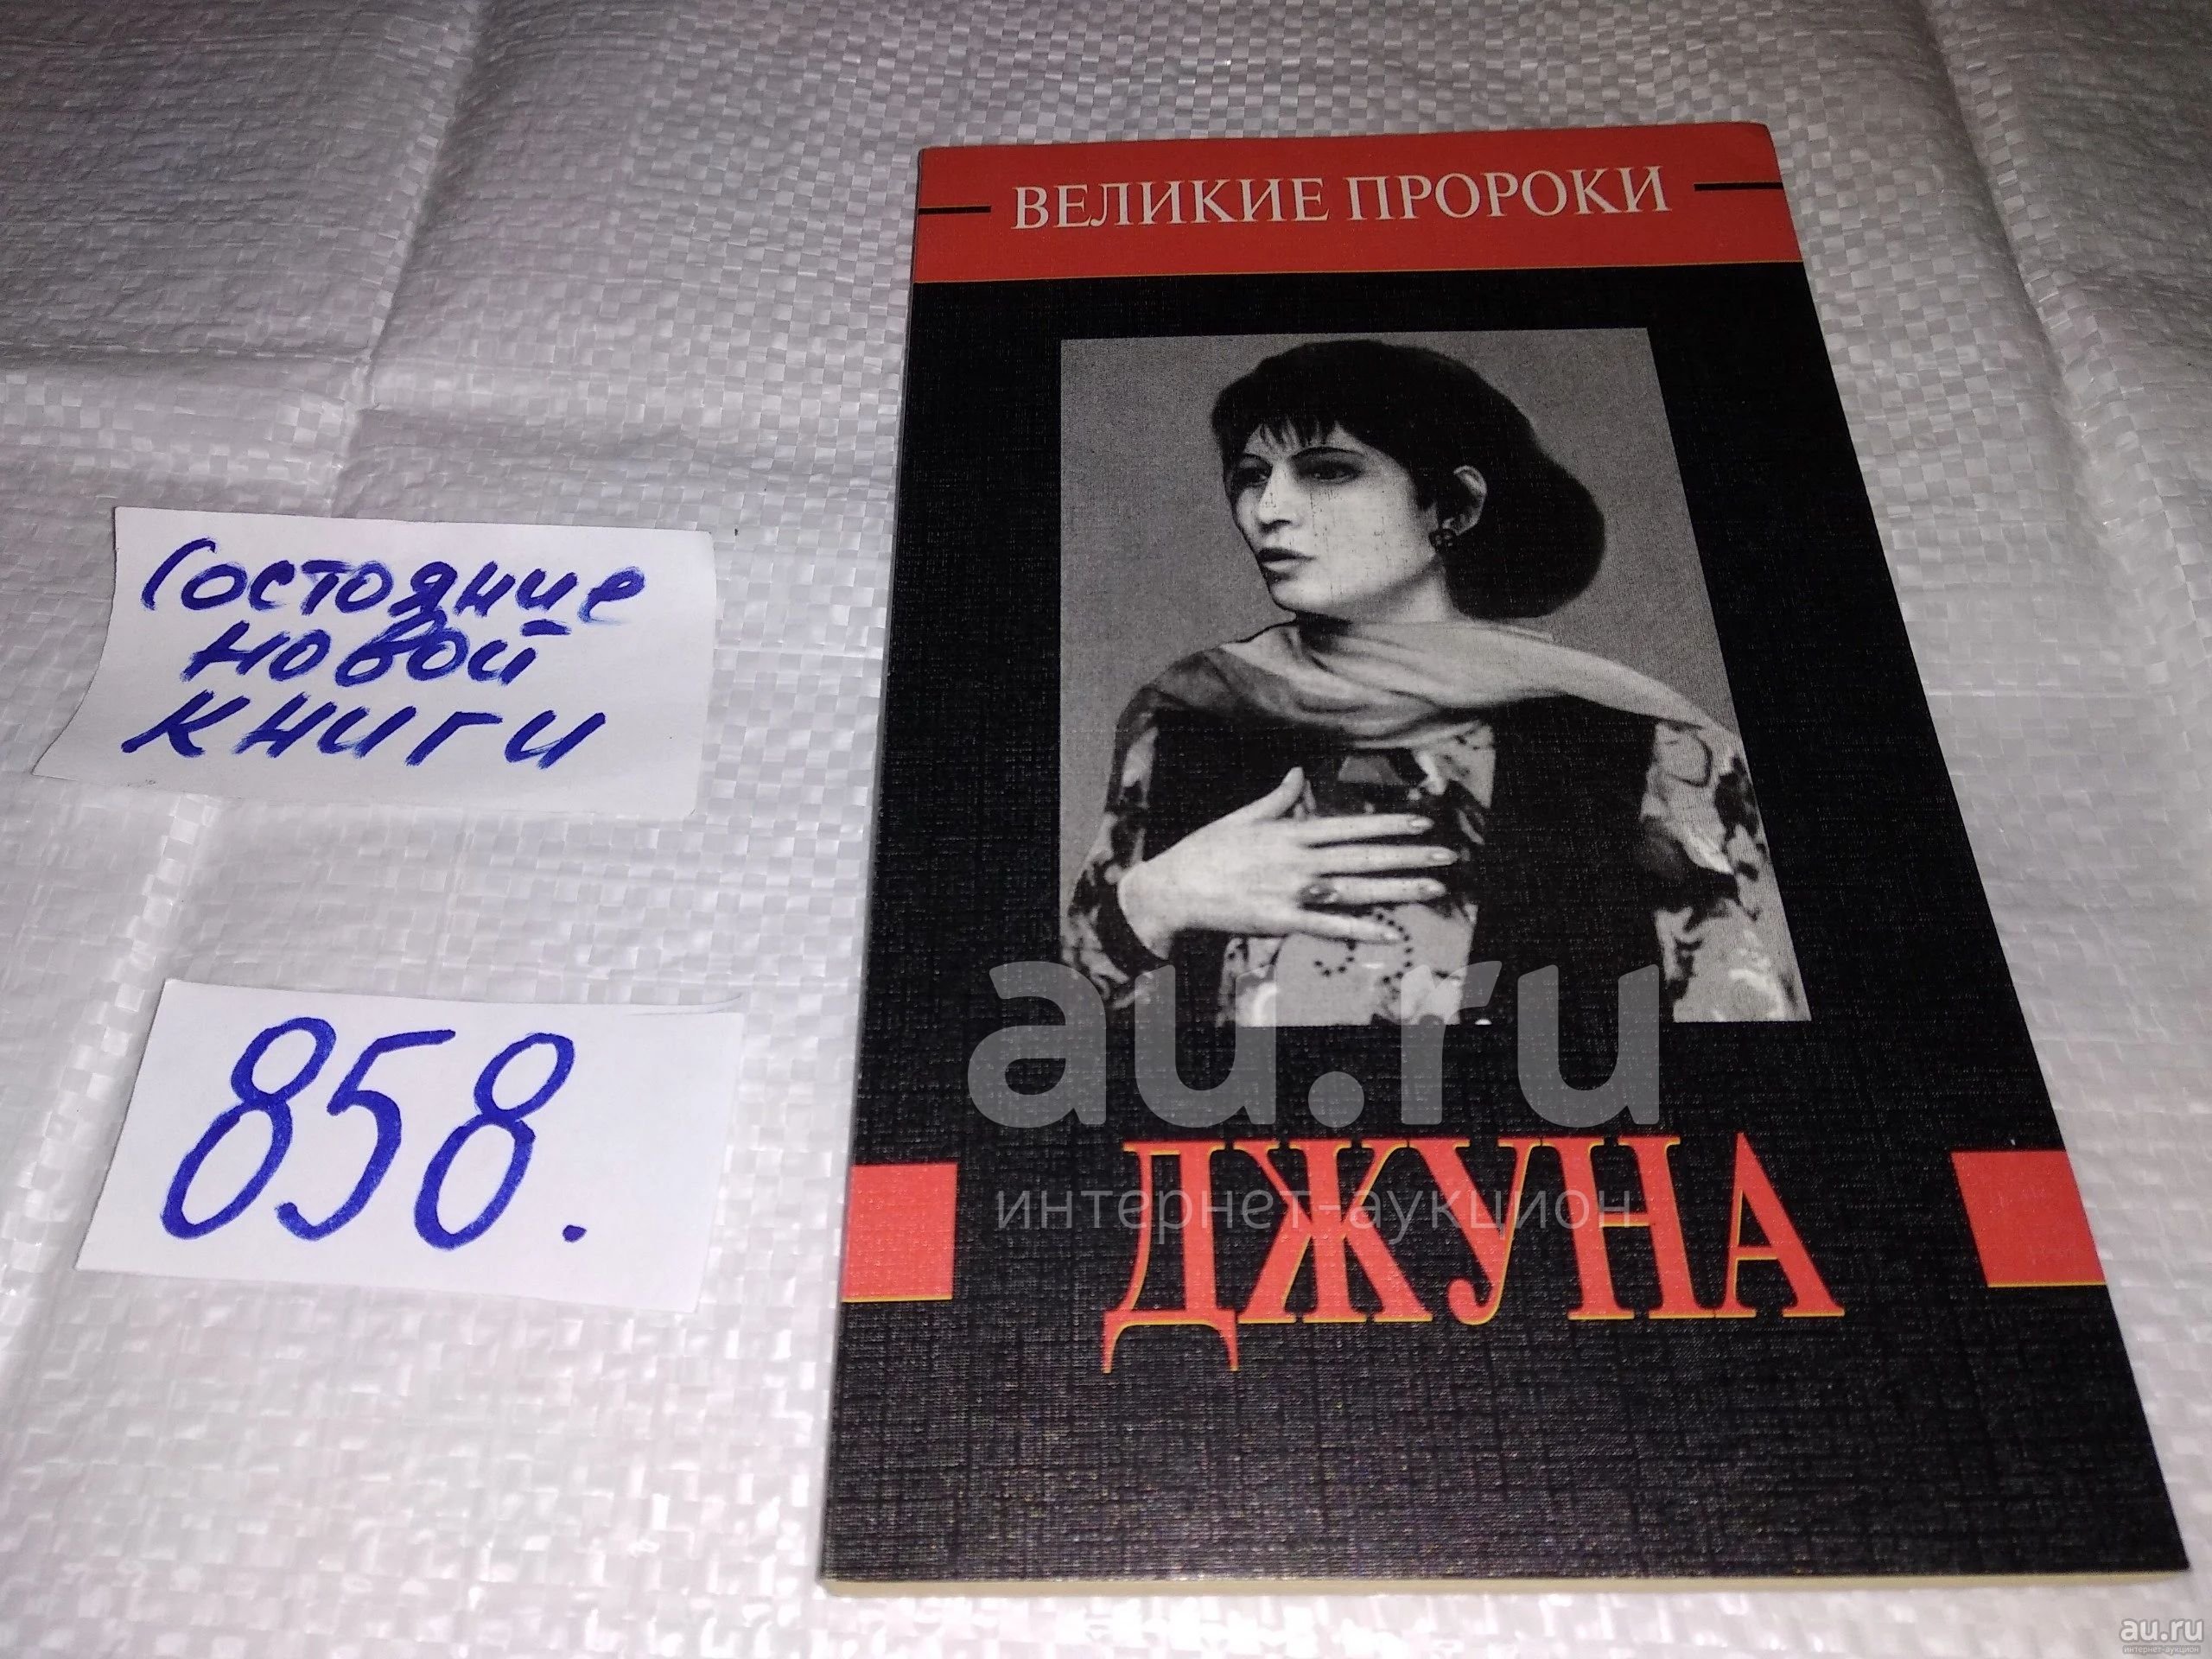 ВЕЛИКИЕ ПРОРОКИ
Состояние
новой
книги
858.
au.ru
интернет-аукцион
ДЖУНА
au.ru
интернет-аукцион